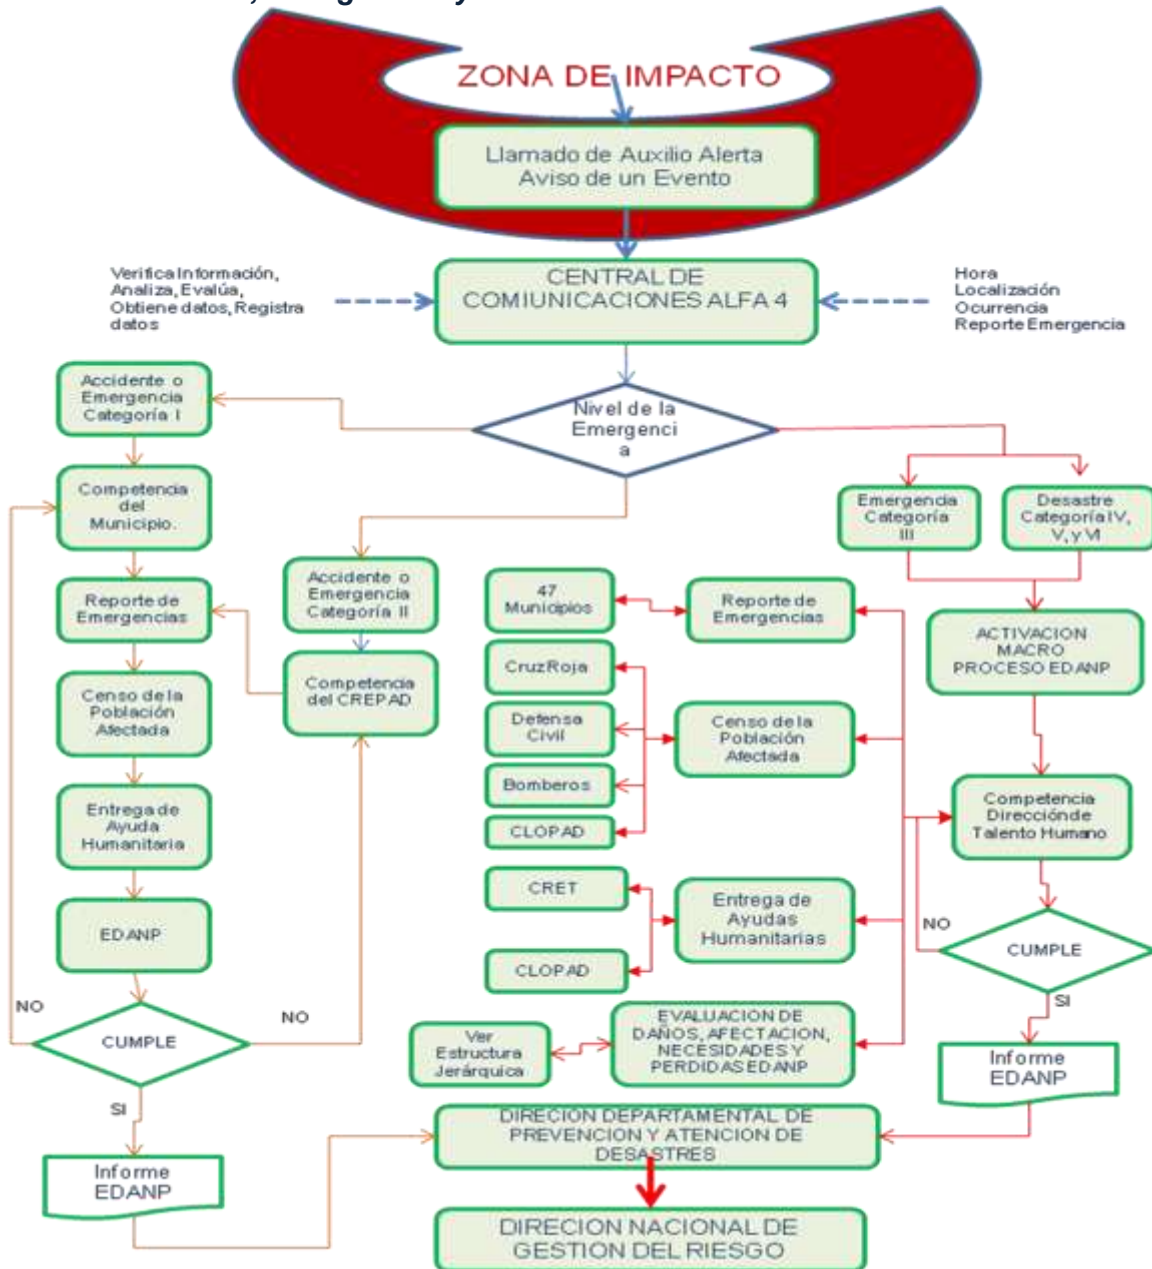 ZONA DE IMPACTO
Llamado de Auxilio Alerta
Aviso de un Evento
Verifica Información,
Analiza, Evalúa,
Obtiene datos, Registra
datos
CENTRAL DE
COMIUNICACIONES ALFA 4
Hora
Localización
Ocurrencia
Reporte Emergencia
Nivel de la
Emergenci
a
Accidente o
Emergencia
Categoría I
Competencia
del
Municipio.
Reporte de
Emergencias
Censo de la
Población
Afectada
Entrega de
Ayuda
Humanitaria
EDANP
NO
CUMPLE
NO
SI
Informe
EDANP
Accidente o
Emergencia
Categoría II
Competencia
del CREPAD
Emergencia
Categoría
III
Desastre
Categoría IV,
V, y VI
ACTIVACION
MACRO
PROCESO EDANP
Competencia
Dirección de
Talento Humano
NO
CUMPLE
SI
Informe
EDANP
47
Municipios
Reporte de
Emergencias
Cruz Roja
Defensa
Civil
Bomberos
CLOPAD
Censo de la
Población
Afectada
CRET
CLOPAD
Entrega de
Ayudas
Humanitarias
Ver
Estructura
Jerárquica
EVALUACION DE
DAÑOS, AFECTACION,
NECESIDADES Y
PERDIDAS EDANP
DIRECION DEPARTAMENTAL DE
PREVENCION Y ATENCION DE
DESASTRES
DIRECION NACIONAL DE
GESTION DEL RIESGO